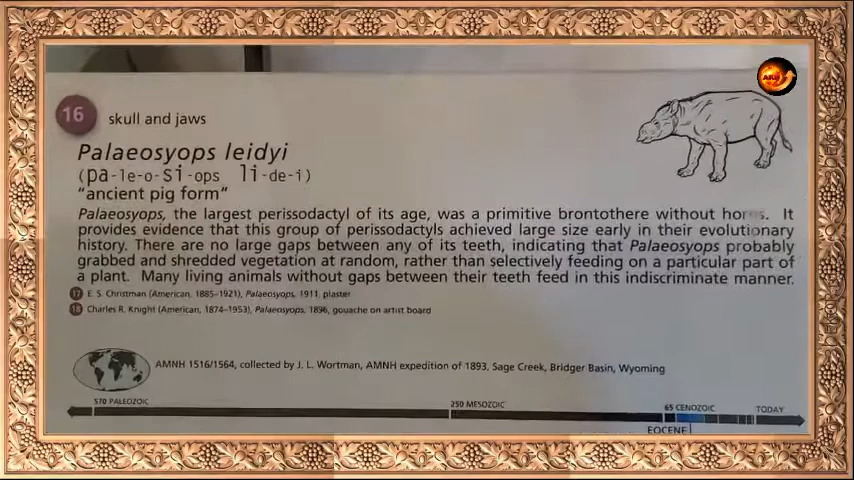 16 skull and jaws
Palaeosyops leidyi
(pa-le-o-si-ops li-de-i)
"ancient pig form"
Palaeosyops, the largest perissodactyl of its age, was a primitive brontothere without horns. It
provides evidence that this group of perissodactyls achieved large size early in their evolutionary
history. There are no large gaps between any of its teeth, indicating that Palaeosyops probably
grabbed and shredded vegetation at random, rather than selectively feeding on a particular part of
a plant. Many living animals without gaps between their teeth feed in this indiscriminate manner.
17 E. S. Christman (American, 1885–1921), Palaeosyops, 1911, plaster
18 Charles R. Knight (American, 1874–1953), Palaeosyops, 1896, gouache on artist board
AMNH 1516/1564, collected by J. L. Wortman, AMNH expedition of 1893, Sage Creek, Bridger Basin, Wyoming
570 PALEOZOIC 250 MESOZOIC 65 CENOZOIC TODAY
EOCENE